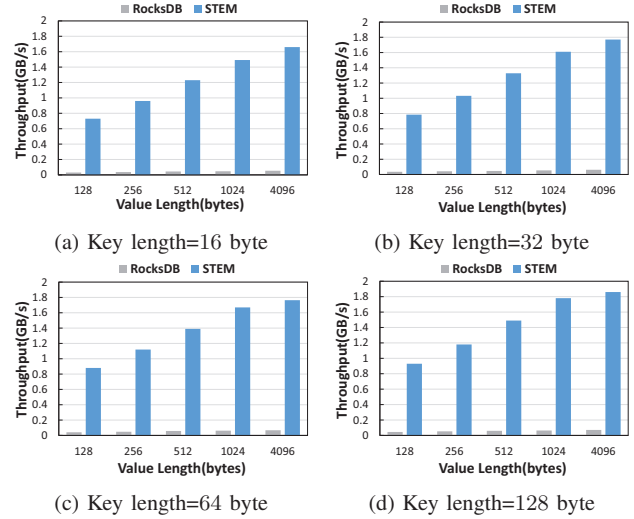 RocksDB STEM
2
1.8
1.6
1.4
1.2
1
0.8
0.6
0.4
0.2
0
Throughput(GB/s)
128 256 512 1024 4096
Value Length(bytes)
(a) Key length=16 byte
RocksDB STEM
2
1.8
1.6
1.4
1.2
1
0.8
0.6
0.4
0.2
0
Throughput(GB/s)
128 256 512 1024 4096
Value Length(bytes)
(b) Key length=32 byte
RocksDB STEM
2
1.8
1.6
1.4
1.2
1
0.8
0.6
0.4
0.2
0
Throughput(GB/s)
128 256 512 1024 4096
Value Length(bytes)
(c) Key length=64 byte
RocksDB STEM
2
1.8
1.6
1.4
1.2
1
0.8
0.6
0.4
0.2
0
Throughput(GB/s)
128 256 512 1024 4096
Value Length(bytes)
(d) Key length=128 byte